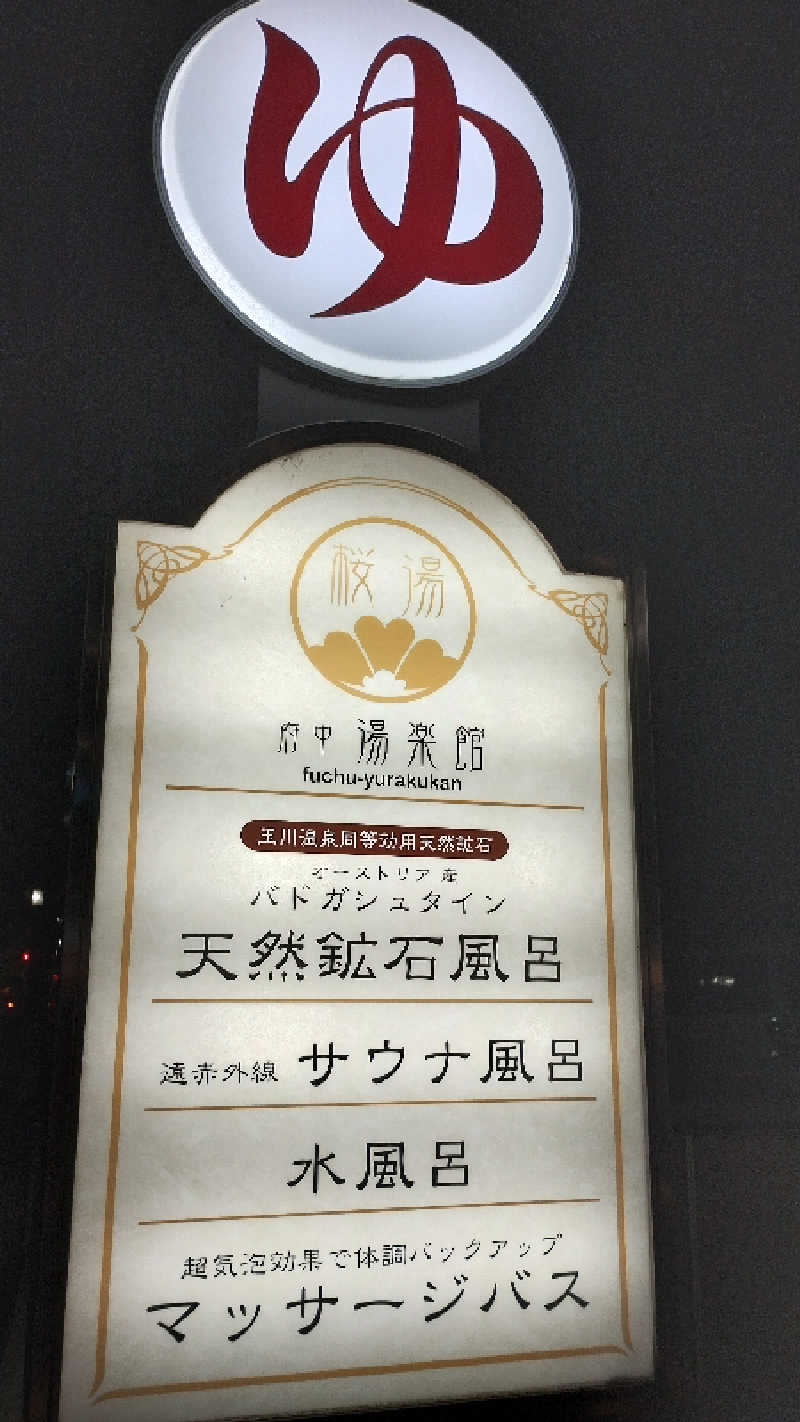 ゆ
桜湯
府中 湯楽館
fuchu-yurakukan
玉川温泉同等効用天然鉱石
オーストリア産
バドガシュタイン
天然鉱石風呂
遠赤外線 サウナ風呂
水風呂
超気泡効果で体調バックアップ
マッサージバス